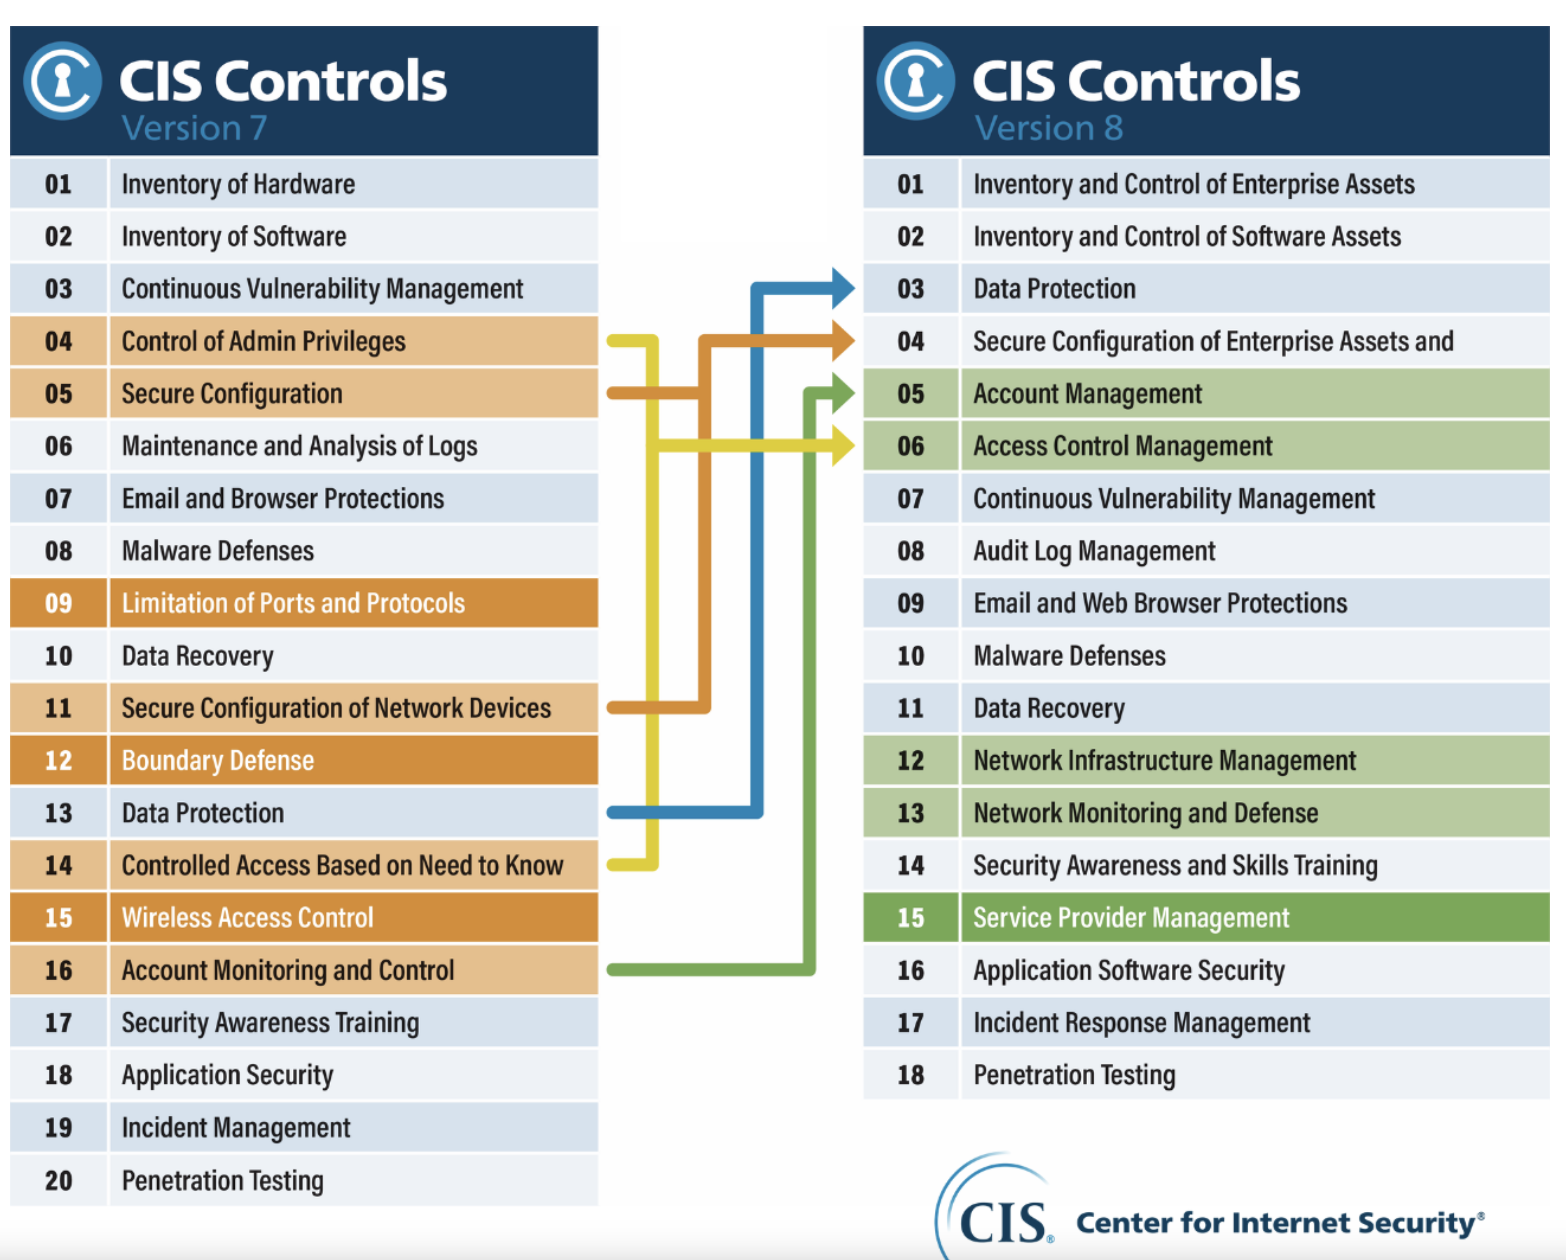 CIS Controls
Version 7
01 Inventory of Hardware
02 Inventory of Software
03 Continuous Vulnerability Management
04 Control of Admin Privileges
05 Secure Configuration
06 Maintenance and Analysis of Logs
07 Email and Browser Protections
08 Malware Defenses
09 Limitation of Ports and Protocols
10 Data Recovery
11 Secure Configuration of Network Devices
12 Boundary Defense
13 Data Protection
14 Controlled Access Based on Need to Know
15 Wireless Access Control
16 Account Monitoring and Control
17 Security Awareness Training
18 Application Security
19 Incident Management
20 Penetration Testing
CIS Controls
Version 8
01 Inventory and Control of Enterprise Assets
02 Inventory and Control of Software Assets
03 Data Protection
04 Secure Configuration of Enterprise Assets and
05 Account Management
06 Access Control Management
07 Continuous Vulnerability Management
08 Audit Log Management
09 Email and Web Browser Protections
10 Malware Defenses
11 Data Recovery
12 Network Infrastructure Management
13 Network Monitoring and Defense
14 Security Awareness and Skills Training
15 Service Provider Management
16 Application Software Security
17 Incident Response Management
18 Penetration Testing
CIS® Center for Internet Security®